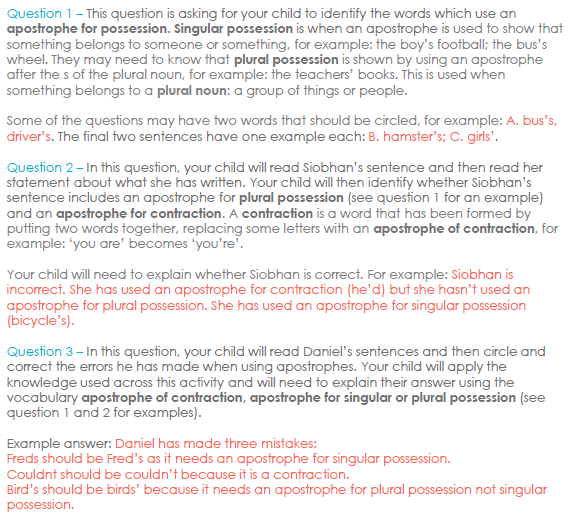 Question 1 – This question is asking for your child to identify the words which use an
apostrophe for possession. Singular possession is when an apostrophe is used to show that
something belongs to someone or something, for example: the boy's football; the bus's
wheel. They may need to know that plural possession is shown by using an apostrophe
after the s of the plural noun, for example: the teachers' books. This is used when
something belongs to a plural noun: a group of things or people.
Some of the questions may have two words that should be circled, for example: A. bus's,
driver's. The final two sentences have one example each: B. hamster's; C. girls'.
Question 2 – In this question, your child will read Siobhan's sentence and then read her
statement about what she has written. Your child will then identify whether Siobhan's
sentence includes an apostrophe for plural possession (see question 1 for an example)
and an apostrophe for contraction. A contraction is a word that has been formed by
putting two words together, replacing some letters with an apostrophe of contraction, for
example: 'you are' becomes 'you're'.
Your child will need to explain whether Siobhan is correct. For example: Siobhan is
incorrect. She has used an apostrophe for contraction (he'd) but she hasn't used an
apostrophe for plural possession. She has used an apostrophe for singular possession
(bicycle's).
Question 3 – In this question, your child will read Daniel's sentences and then circle and
correct the errors he has made when using apostrophes. Your child will apply the
knowledge used across this activity and will need to explain their answer using the
vocabulary apostrophe of contraction, apostrophe for singular or plural possession (see
question 1 and 2 for examples).
Example answer: Daniel has made three mistakes:
Freds should be Fred's as it needs an apostrophe for singular possession.
Couldnt should be couldn't because it is a contraction.
Bird's should be birds' because it needs an apostrophe for plural possession not singular
possession.